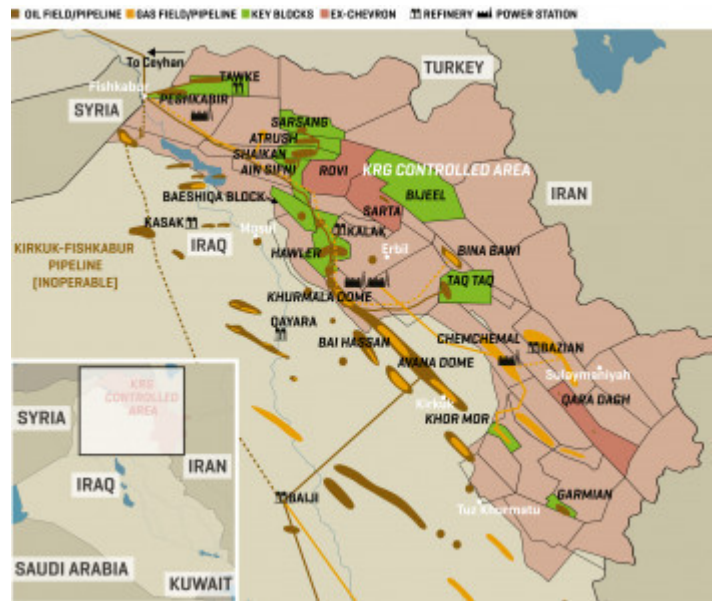 OIL FIELD/PIPELINE GAS FIELD/PIPELINE KEY BLOCKS EX-CHEVRON REFINERY POWER STATION
To Ceyhan
TURKEY
Fishkabur
TAWKE
PESHKABIR
SYRIA
SARSANG
ATRUSH
SHAIKAN
AIN SIFNI
ROVI
KRG CONTROLLED AREA
BIJEEL
IRAN
BAESHIQA BLOCK
SARTA
KASAK
Mosul
IRAQ
KALAK
Erbil
BINA BAWI
KIRKUK-FISHKABUR
PIPELINE
[INOPERABLE]
HAWLER
TAQ TAQ
KHURMALA DOME
QAYARA
BAI HASSAN
CHEMCHEMAL
BAZIAN
AVANA DOME
Sulaymaniyah
KRG
CONTROLLED
AREA
Kirkuk
QARA DAGH
KHOR MOR
SYRIA
IRAN
IRAQ
BAIJI
GARMIAN
Tuz Khurmatu
SAUDI ARABIA
KUWAIT